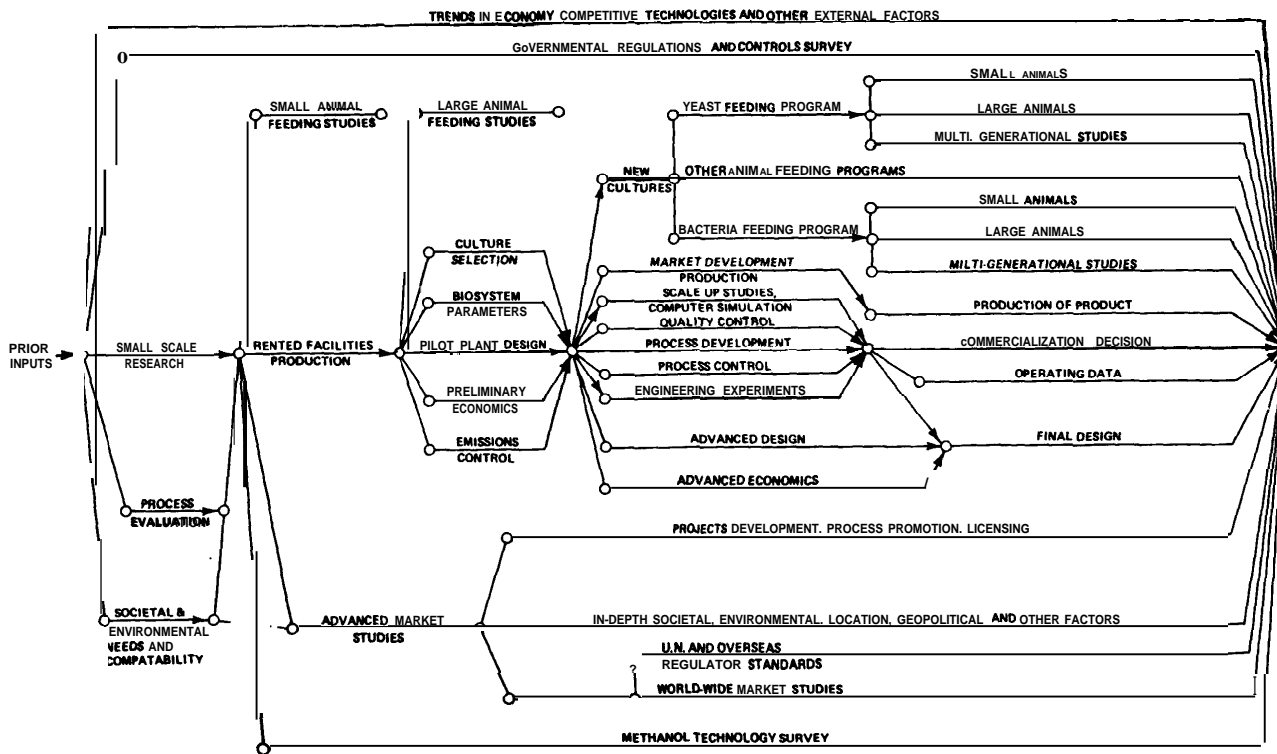 TRENDS IN ECONOMY COMPETITIVE TECHNOLOGIES AND OTHER EXTERNAL FACTORS
GOVERNMENTAL REGULATIONS AND CONTROLS SURVEY
SMALL ANIMAL
FEEDING STUDIES
LARGE ANIMAL
FEEDING STUDIES
YEAST FEEDING PROGRAM
SMALL ANIMALS
LARGE ANIMALS
MULTI. GENERATIONAL STUDIES
NEW
CULTURES
OTHER ANIMAL FEEDING PROGRAMS
BACTERIA FEEDING PROGRAM
SMALL ANIMALS
LARGE ANIMALS
MILTI-GENERATIONAL STUDIES
CULTURE
SELECTION
BIOSYSTEM
PARAMETERS
MARKET DEVELOPMENT
PRODUCTION
SCALE UP STUDIES,
COMPUTER SIMULATION
QUALITY CONTROL
PRODUCTION OF PRODUCT
PRIOR
INPUTS
SMALL SCALE
RESEARCH
RENTED FACILITIES
PRODUCTION
PILOT PLANT DESIGN
PROCESS DEVELOPMENT
COMMERCIALIZATION DECISION
PROCESS CONTROL
OPERATING DATA
PRELIMINARY
ECONOMICS
ENGINEERING EXPERIMENTS
EMISSIONS
CONTROL
ADVANCED DESIGN
FINAL DESIGN
ADVANCED ECONOMICS
PROCESS
EVALUATION
PROJECTS DEVELOPMENT. PROCESS PROMOTION. LICENSING
SOCIETAL &
ENVIRONMENTAL
NEEDS AND
COMPATABILITY
ADVANCED MARKET
STUDIES
IN-DEPTH SOCIETAL, ENVIRONMENTAL. LOCATION, GEOPOLITICAL AND OTHER FACTORS
U.N. AND OVERSEAS
REGULATOR STANDARDS
?
WORLD-WIDE MARKET STUDIES
METHANOL TECHNOLOGY SURVEY